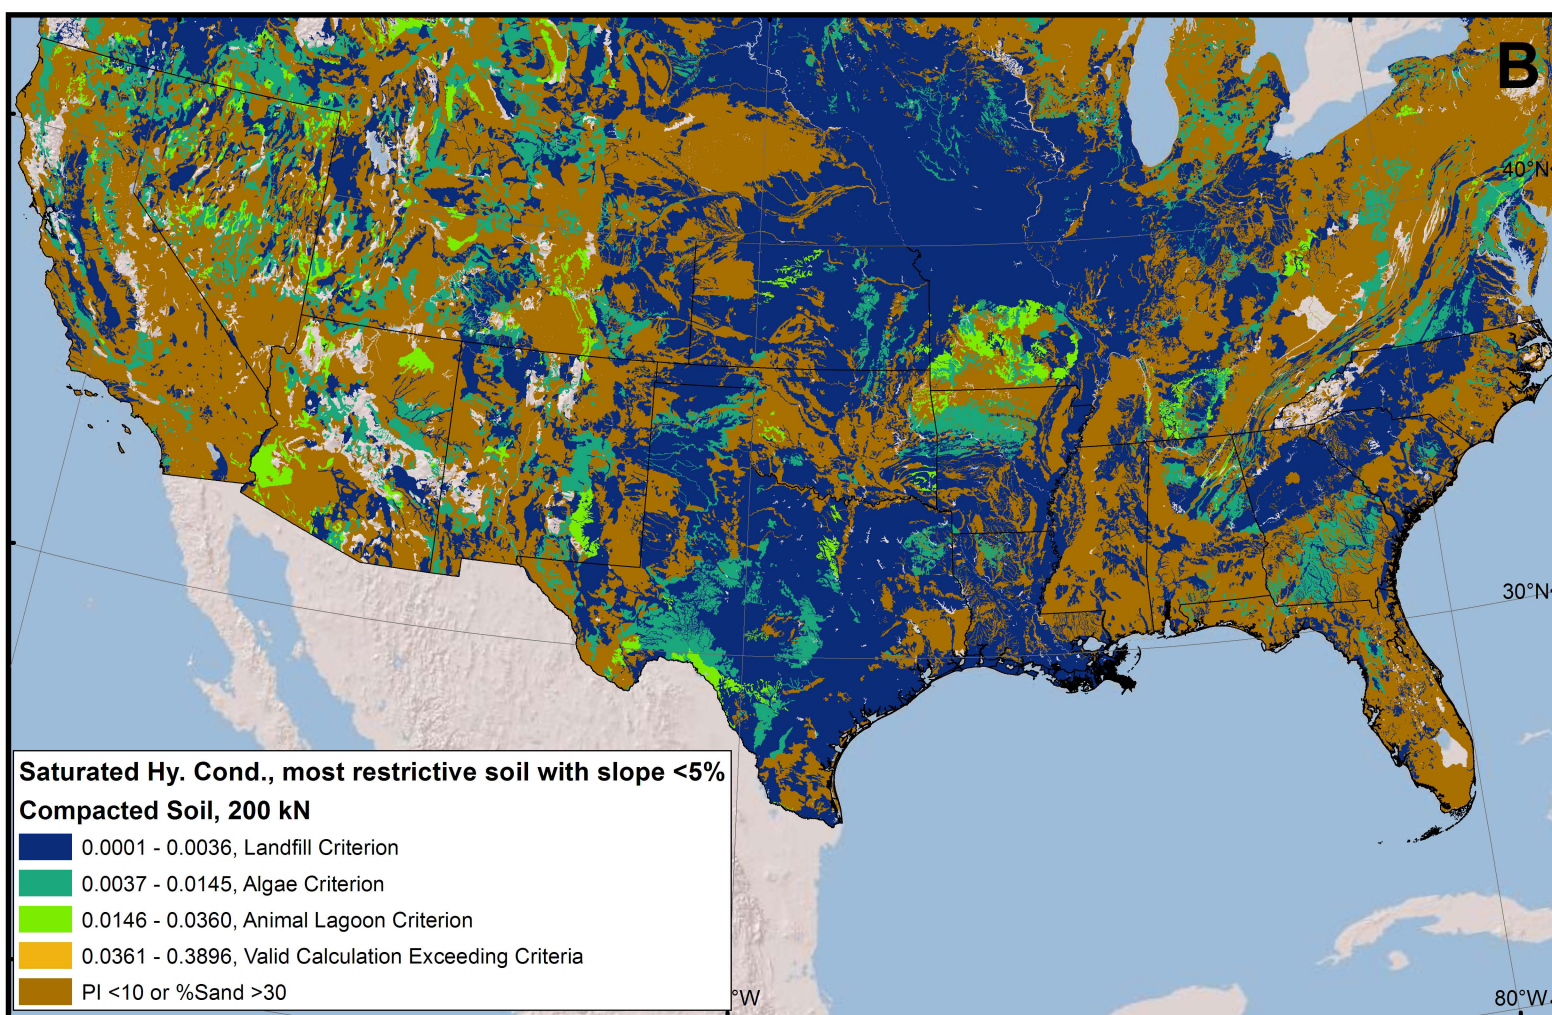 B
40°N
30°N
Saturated Hy. Cond., most restrictive soil with slope <5%
Compacted Soil, 200 kN
0.0001 - 0.0036, Landfill Criterion
0.0037 - 0.0145, Algae Criterion
0.0146 - 0.0360, Animal Lagoon Criterion
0.0361 - 0.3896, Valid Calculation Exceeding Criteria
PI <10 or %Sand >30
°W
80°W